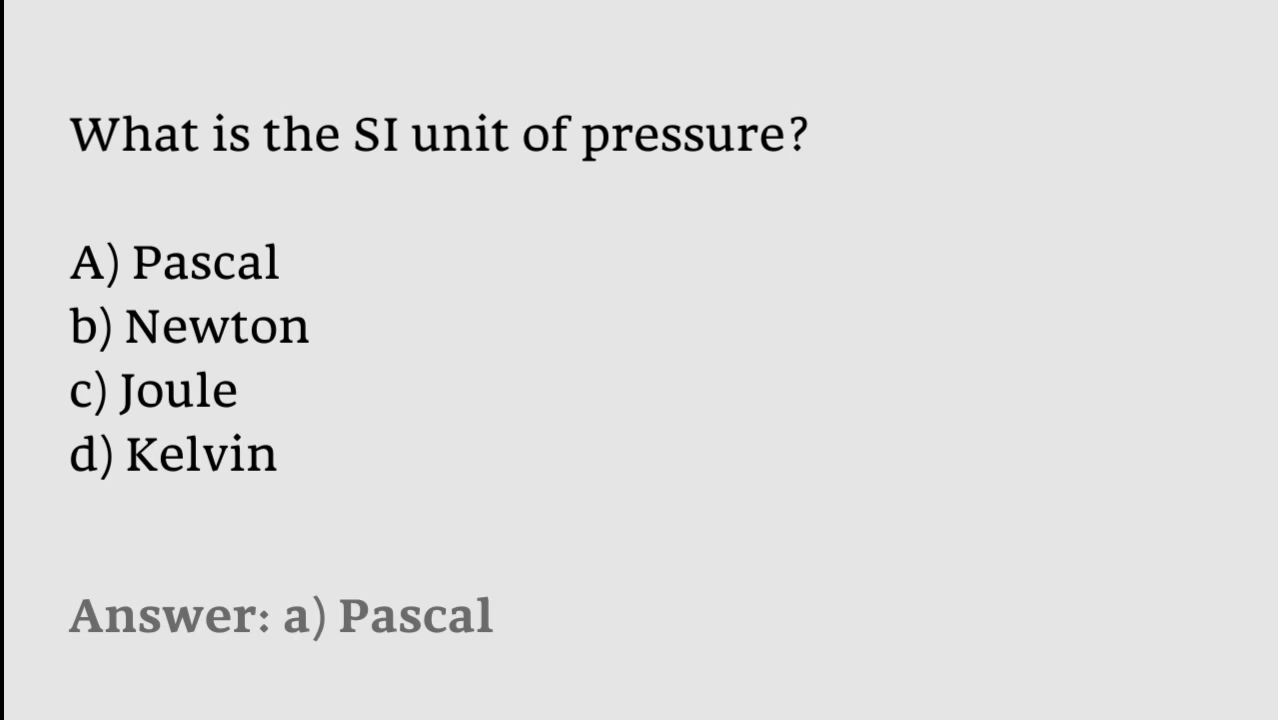 What is the SI unit of pressure?
A) Pascal
b) Newton
c) Joule
d) Kelvin
Answer: a) Pascal